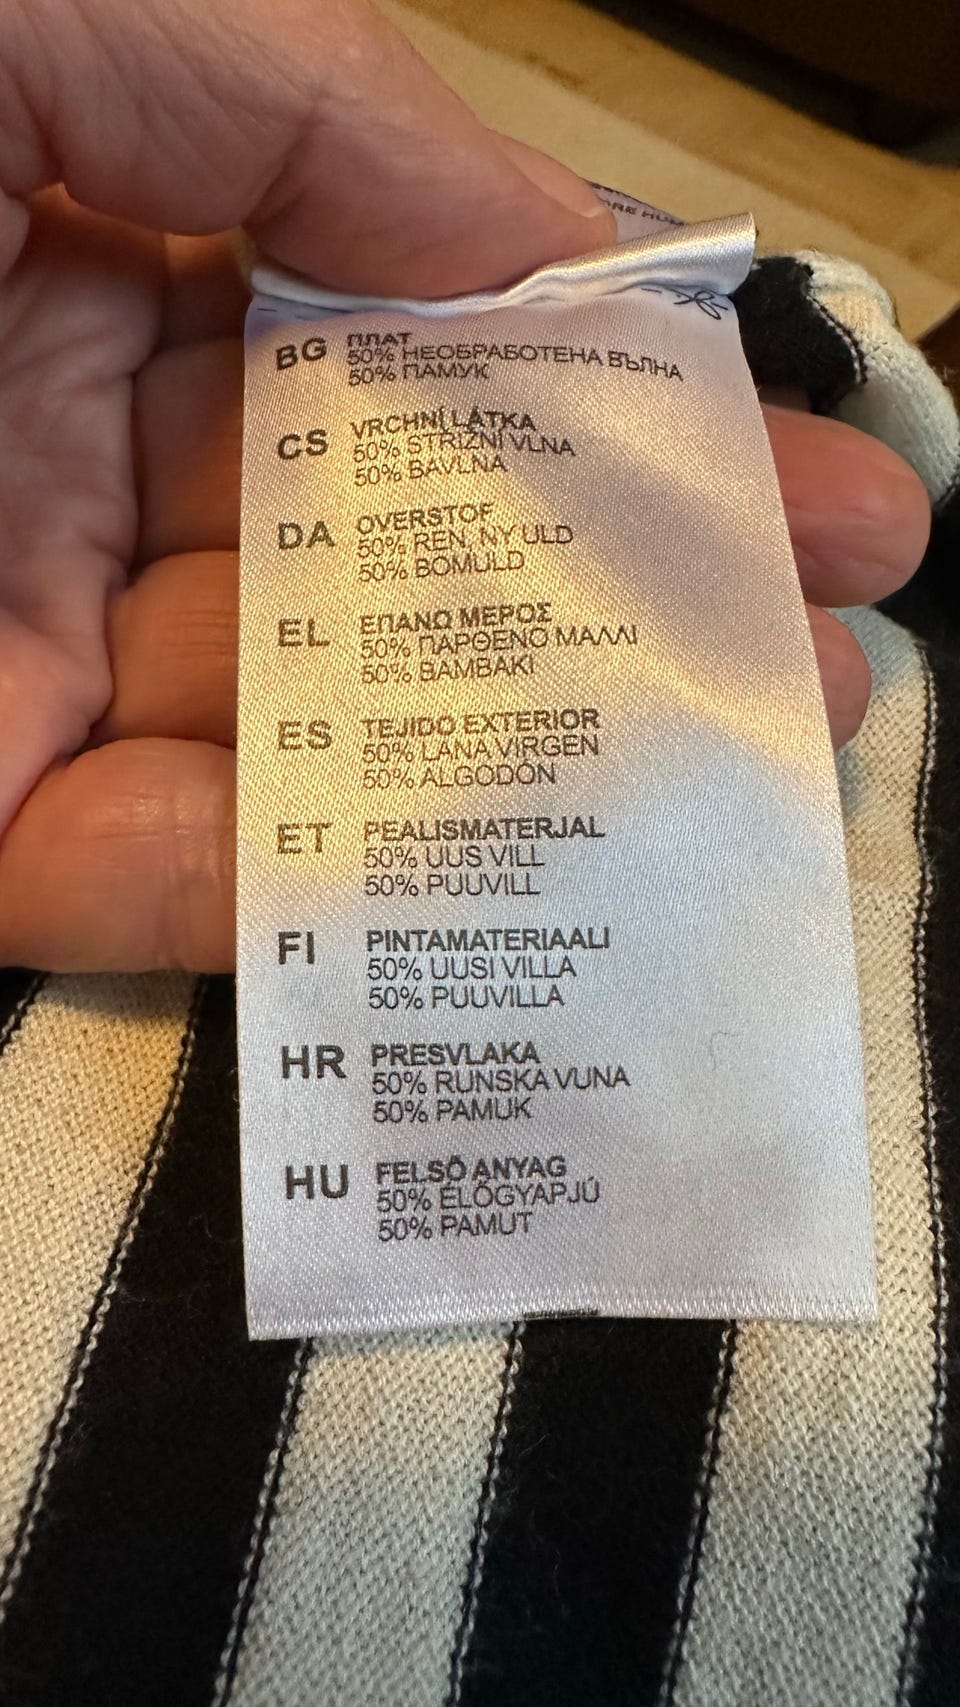 BG ПЛАТ
50% НЕОБРАБОТЕНА ВЪЛНА
50% ПАМУК
CS VRCHNÍ LÁTKA
50% STŘIŽNÍ VLNA
50% BAVLNA
DA OVERSTOF
50% REN, NY ULD
50% BOMULD
EL ΕΠΑΝΩ ΜΕΡΟΣ
50% ΠΑΡΘΕΝΟ ΜΑΛΛΙ
50% ΒΑΜΒΑΚΙ
ES TEJIDO EXTERIOR
50% LANA VIRGEN
50% ALGODÓN
ET PEALISMATERJAL
50% UUS VILL
50% PUUVILL
FI PINTAMATERIAALI
50% UUSI VILLA
50% PUUVILLA
HR PRESVLAKA
50% RUNSKA VUNA
50% PAMUK
HU FELSŐ ANYAG
50% ÉLŐGYAPJÚ
50% PAMUT